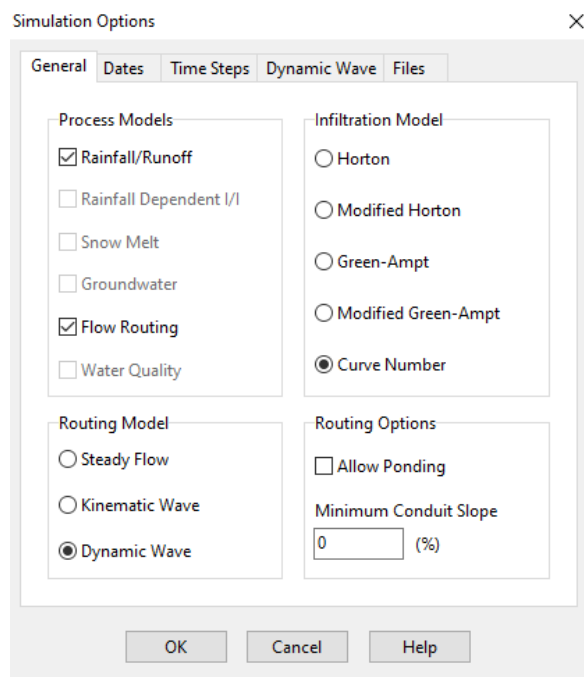 Simulation Options
General Dates Time Steps Dynamic Wave Files
Process Models
Rainfall/Runoff
Rainfall Dependent I/I
Snow Melt
Groundwater
Flow Routing
Water Quality
Infiltration Model
Horton
Modified Horton
Green-Ampt
Modified Green-Ampt
Curve Number
Routing Model
Steady Flow
Kinematic Wave
Dynamic Wave
Routing Options
Allow Ponding
Minimum Conduit Slope
0 (%)
OK Cancel Help